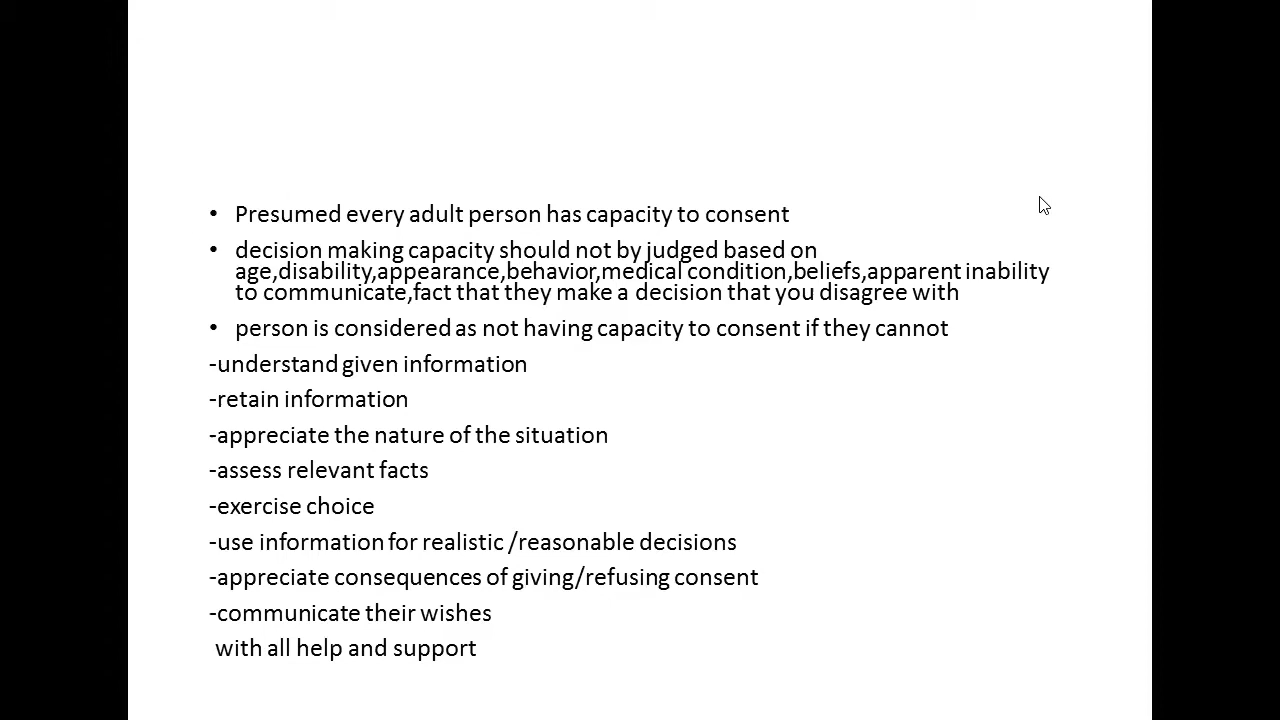 • Presumed every adult person has capacity to consent
• decision making capacity should not by judged based on
age,disability,appearance,behavior,medical condition,beliefs,apparent inability
to communicate,fact that they make a decision that you disagree with
• person is considered as not having capacity to consent if they cannot
-understand given information
-retain information
-appreciate the nature of the situation
-assess relevant facts
-exercise choice
-use information for realistic /reasonable decisions
-appreciate consequences of giving/refusing consent
-communicate their wishes
with all help and support